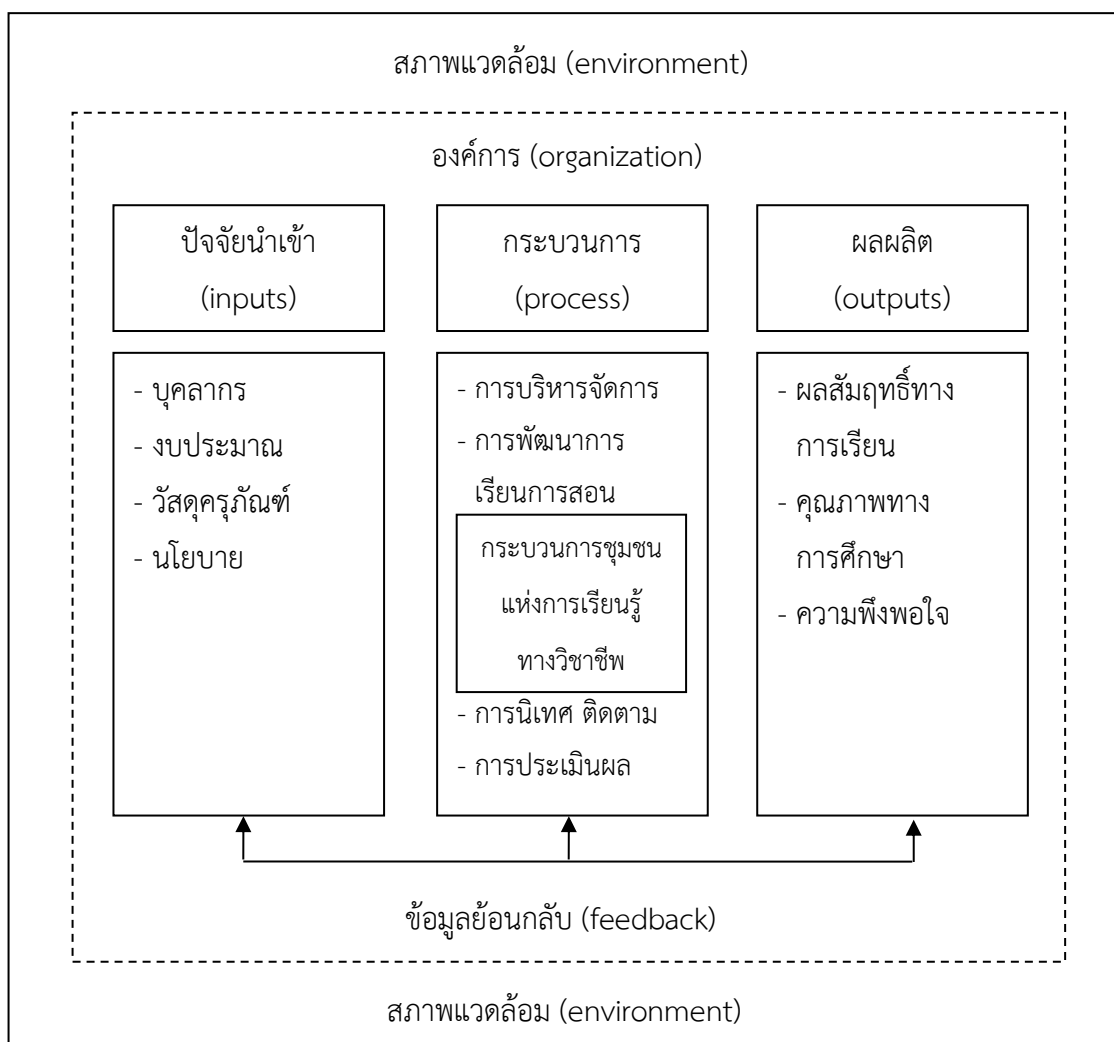 สภาพแวดล้อม (environment)
องค์การ (organization)
ปัจจัยนำเข้า
(inputs)
กระบวนการ
(process)
ผลผลิต
(outputs)
- บุคลากร
- งบประมาณ
- วัสดุครุภัณฑ์
- นโยบาย
- การบริหารจัดการ
- การพัฒนาการ
เรียนการสอน
กระบวนการชุมชน
แห่งการเรียนรู้
ทางวิชาชีพ
- การนิเทศ ติดตาม
- การประเมินผล
- ผลสัมฤทธิ์ทาง
การเรียน
- คุณภาพทาง
การศึกษา
- ความพึงพอใจ
ข้อมูลย้อนกลับ (feedback)
สภาพแวดล้อม (environment)